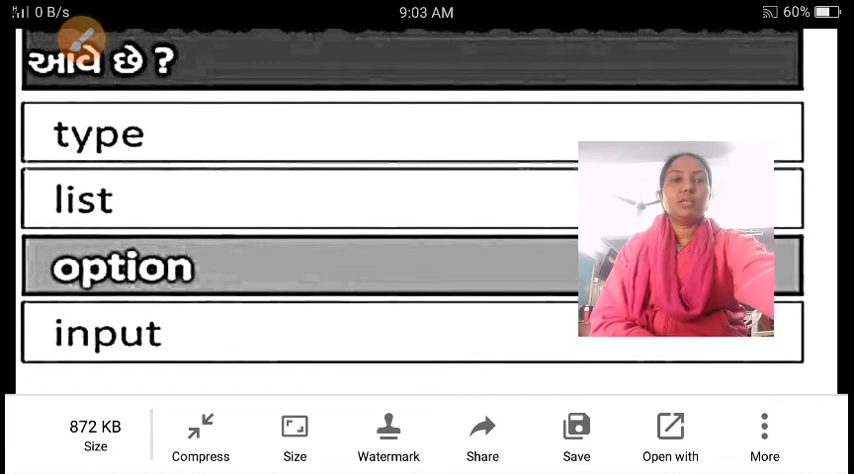 0 B/s 9:03 AM 60%
આવે છે ?
type
list
option
input
872 KB
Size
Compress
Size
Watermark
Share
Save
Open with
More